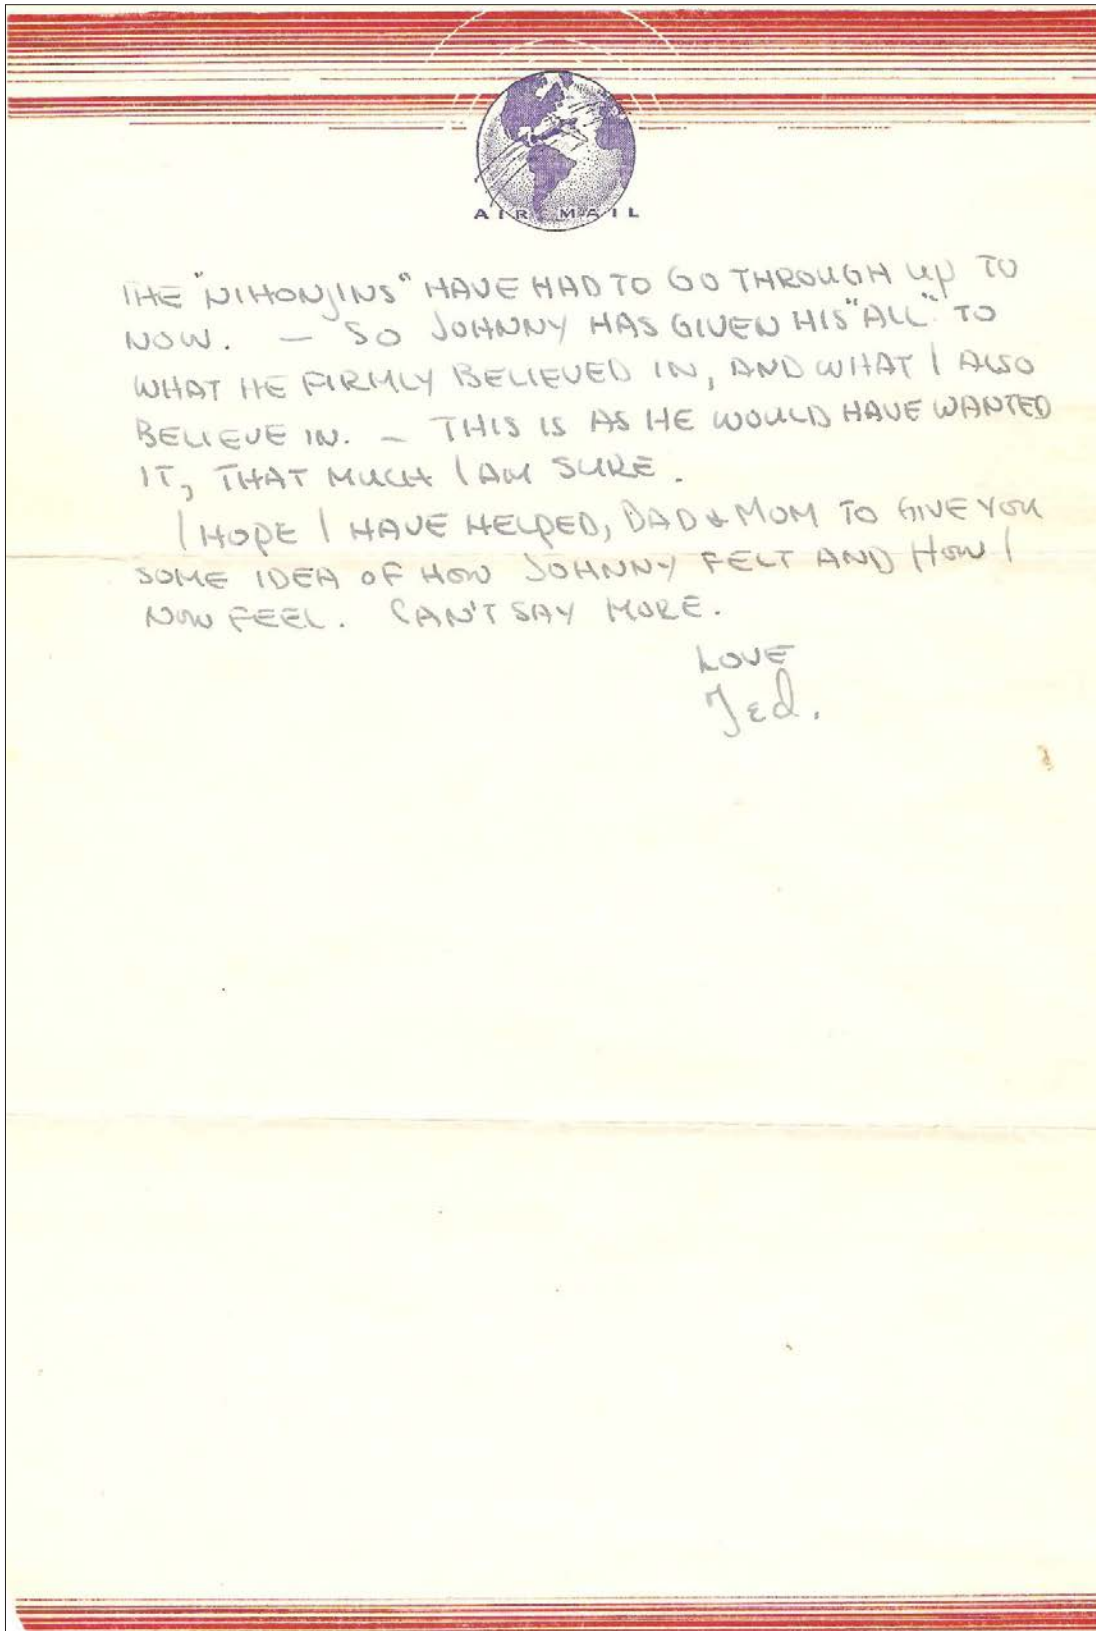 AIR MAIL
THE "NIHONJINS" HAVE HAD TO GO THROUGH UP TO
NOW. — SO JOHNNY HAS GIVEN HIS "ALL" TO
WHAT HE FIRMLY BELIEVED IN, AND WHAT I ALSO
BELIEVE IN. — THIS IS AS HE WOULD HAVE WANTED
IT, THAT MUCH I AM SURE.
I HOPE I HAVE HELPED, DAD & MOM TO GIVE YOU
SOME IDEA OF HOW JOHNNY FELT AND HOW I
NOW FEEL. CAN'T SAY MORE.
LOVE
Ted.